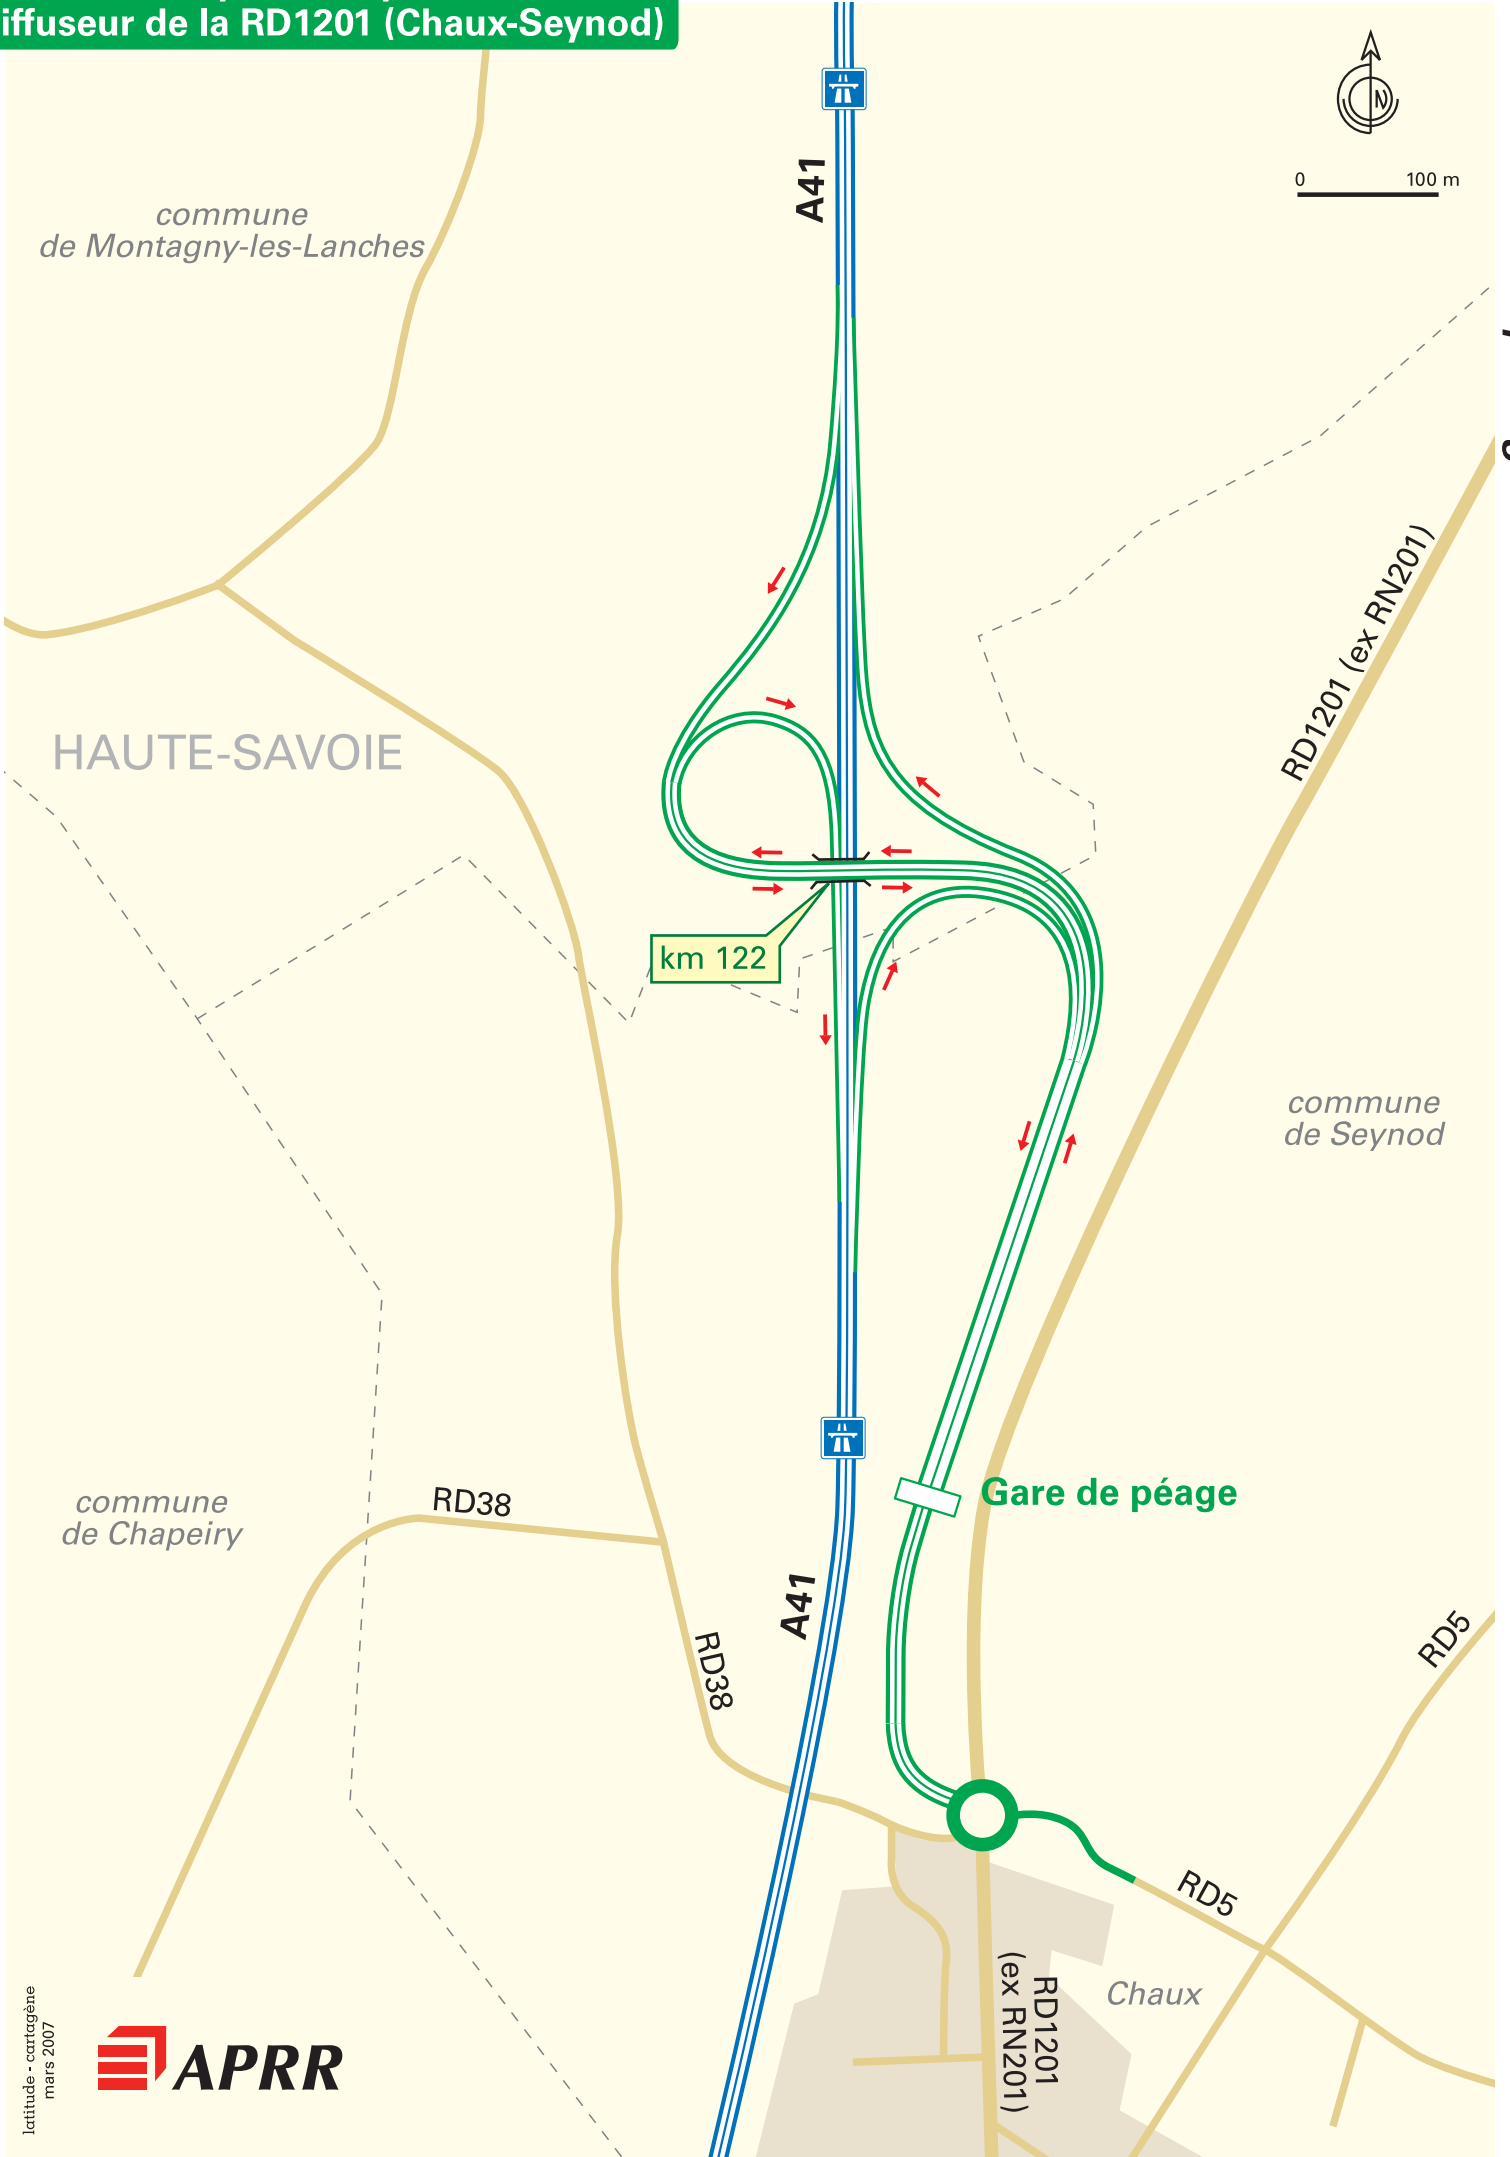 iffuseur de la RD1201 (Chaux-Seynod)
N
0 100 m
A41
commune
de Montagny-les-Lanches
RD1201 (ex RN201)
HAUTE-SAVOIE
km 122
commune
de Seynod
Gare de péage
commune
de Chapeiry
RD38
A41
RD38
RD5
RD5
Chaux
RD1201
(ex RN201)
latitude - cartagène
mars 2007
APRR